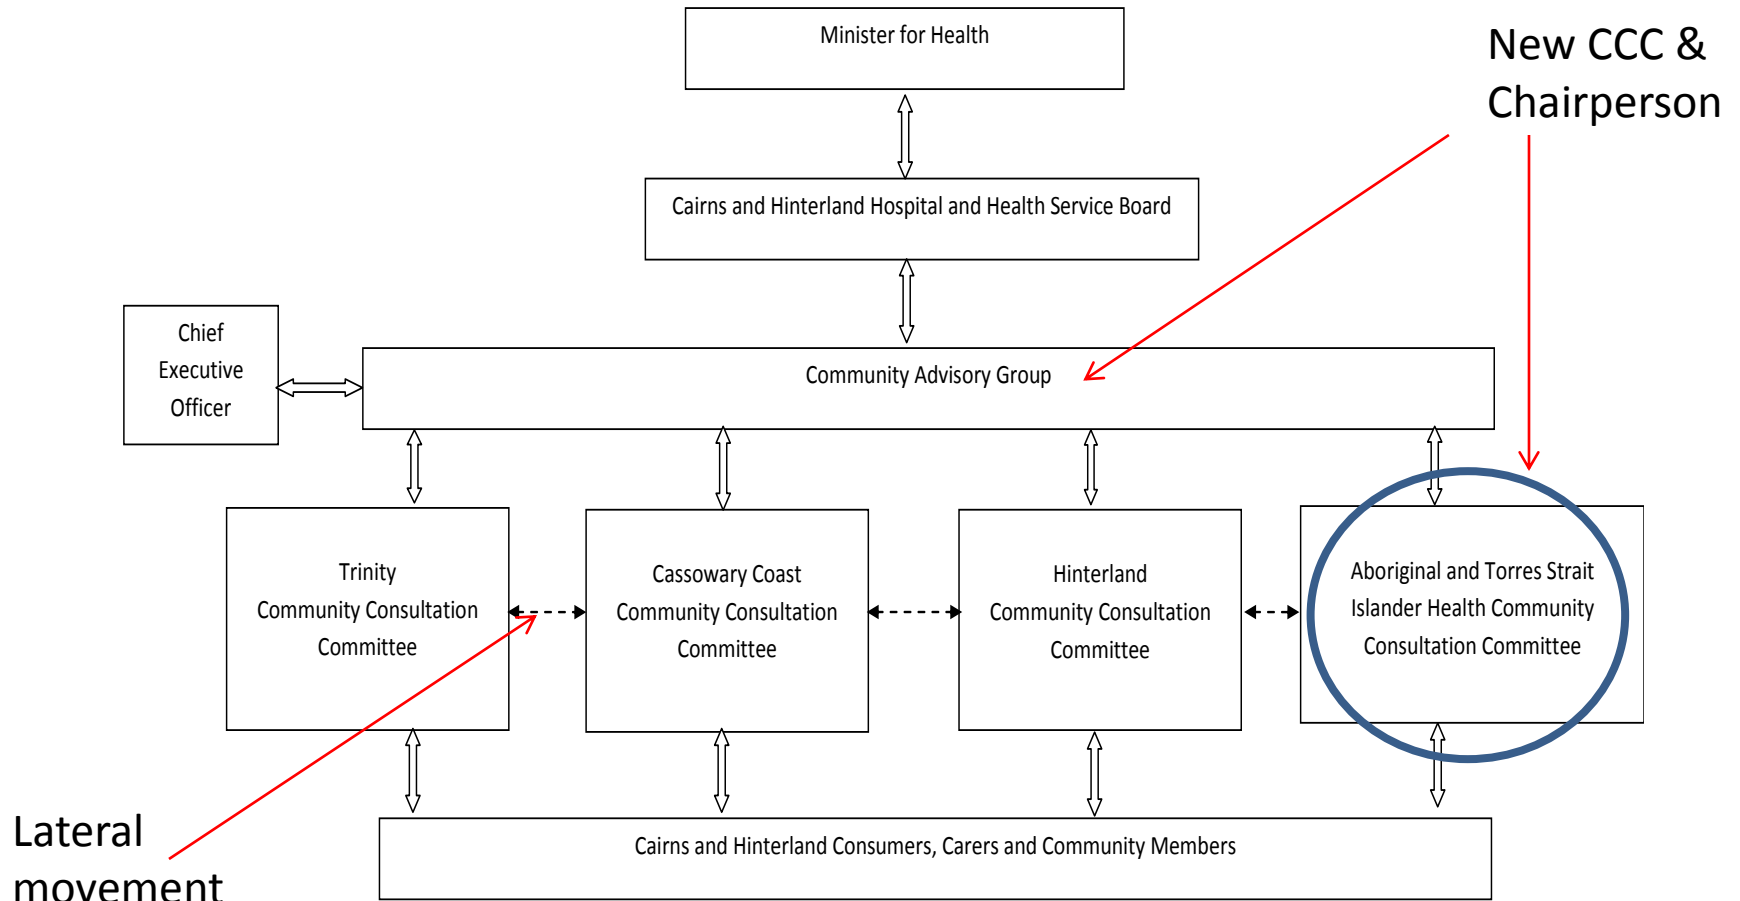 Minister for Health
New CCC &
Chairperson
Cairns and Hinterland Hospital and Health Service Board
Chief
Executive
Officer
Community Advisory Group
Trinity
Community Consultation
Committee
Cassowary Coast
Community Consultation
Committee
Hinterland
Community Consultation
Committee
Aboriginal and Torres Strait
Islander Health Community
Consultation Committee
Lateral
movement
Cairns and Hinterland Consumers, Carers and Community Members